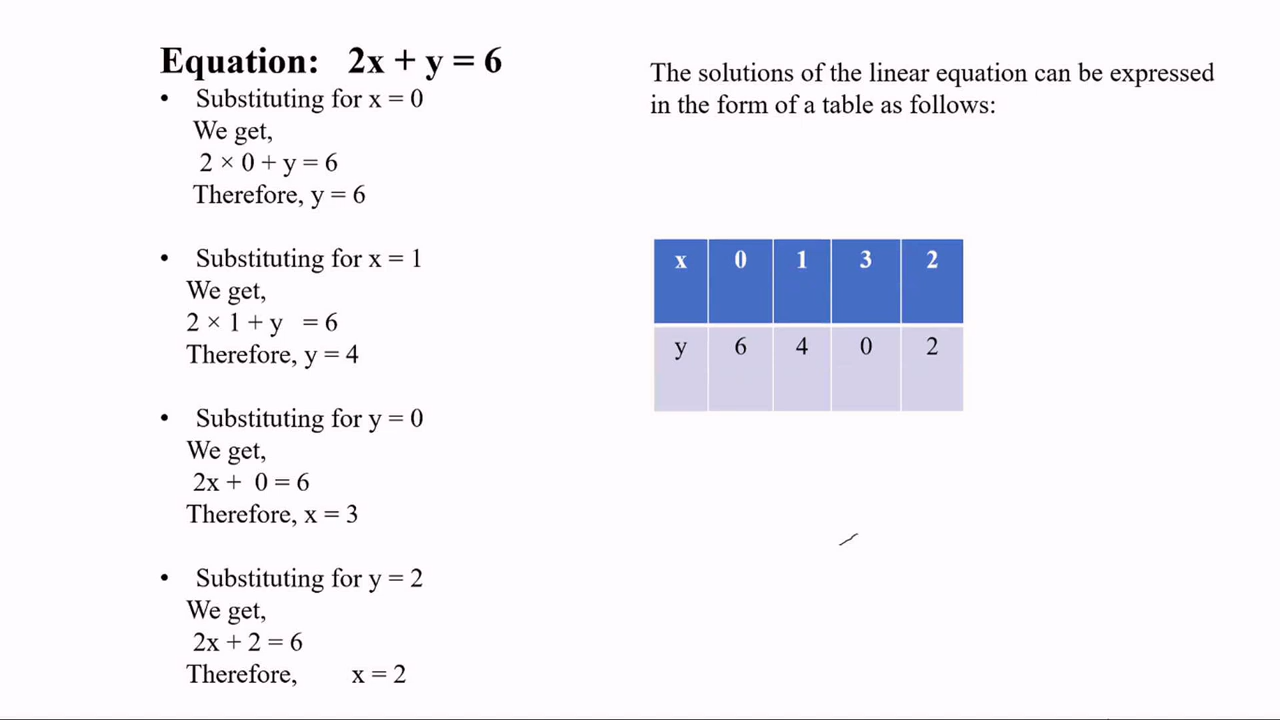 Equation: 2x + y = 6
• Substituting for x = 0
We get,
2 × 0 + y = 6
Therefore, y = 6
• Substituting for x = 1
We get,
2 × 1 + y = 6
Therefore, y = 4
• Substituting for y = 0
We get,
2x + 0 = 6
Therefore, x = 3
• Substituting for y = 2
We get,
2x + 2 = 6
Therefore, x = 2
The solutions of the linear equation can be expressed
in the form of a table as follows:
x 0 1 3 2
y 6 4 0 2